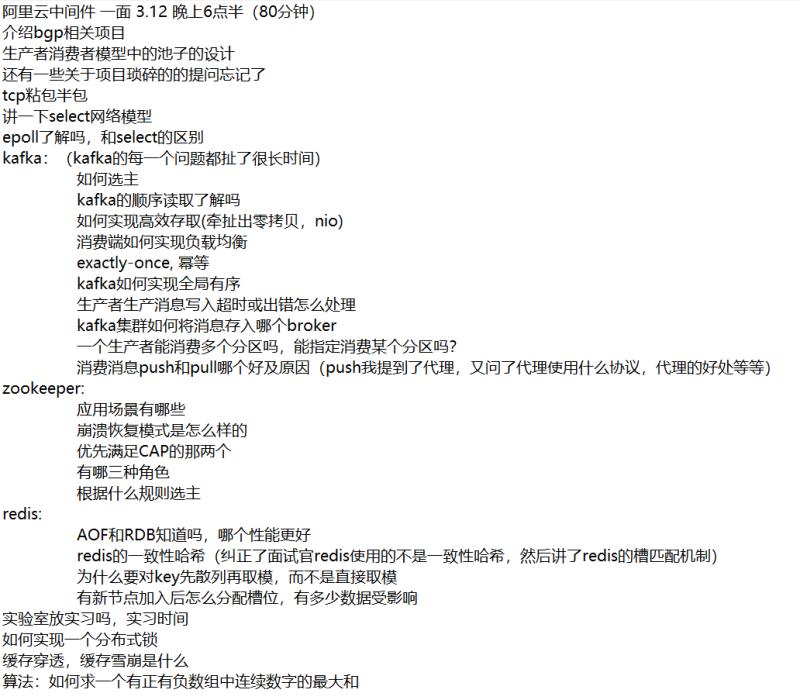 阿里云中间件 一面 3.12 晚上6点半（80分钟）
介绍bgp相关项目
生产者消费者模型中的池子的设计
还有一些关于项目琐碎的的提问忘记了
tcp粘包半包
讲一下select网络模型
epoll了解吗，和select的区别
kafka：（kafka的每一个问题都扯了很长时间）
如何选主
kafka的顺序读取了解吗
如何实现高效存取(牵扯出零拷贝，nio)
消费端如何实现负载均衡
exactly-once, 幂等
kafka如何实现全局有序
生产者生产消息写入超时或出错怎么处理
kafka集群如何将消息存入哪个broker
一个生产者能消费多个分区吗，能指定消费某个分区吗?
消费消息push和pull哪个好及原因（push我提到了代理，又问了代理使用什么协议，代理的好处等等）
zookeeper:
应用场景有哪些
崩溃恢复模式是怎么样的
优先满足CAP的那两个
有哪三种角色
根据什么规则选主
redis:
AOF和RDB知道吗，哪个性能更好
redis的一致性哈希（纠正了面试官redis使用的不是一致性哈希，然后讲了redis的槽匹配机制）
为什么要对key先散列再取模，而不是直接取模
有新节点加入后怎么分配槽位，有多少数据受影响
实验室放实习吗，实习时间
如何实现一个分布式锁
缓存穿透，缓存雪崩是什么
算法：如何求一个有正有负数组中连续数字的最大和